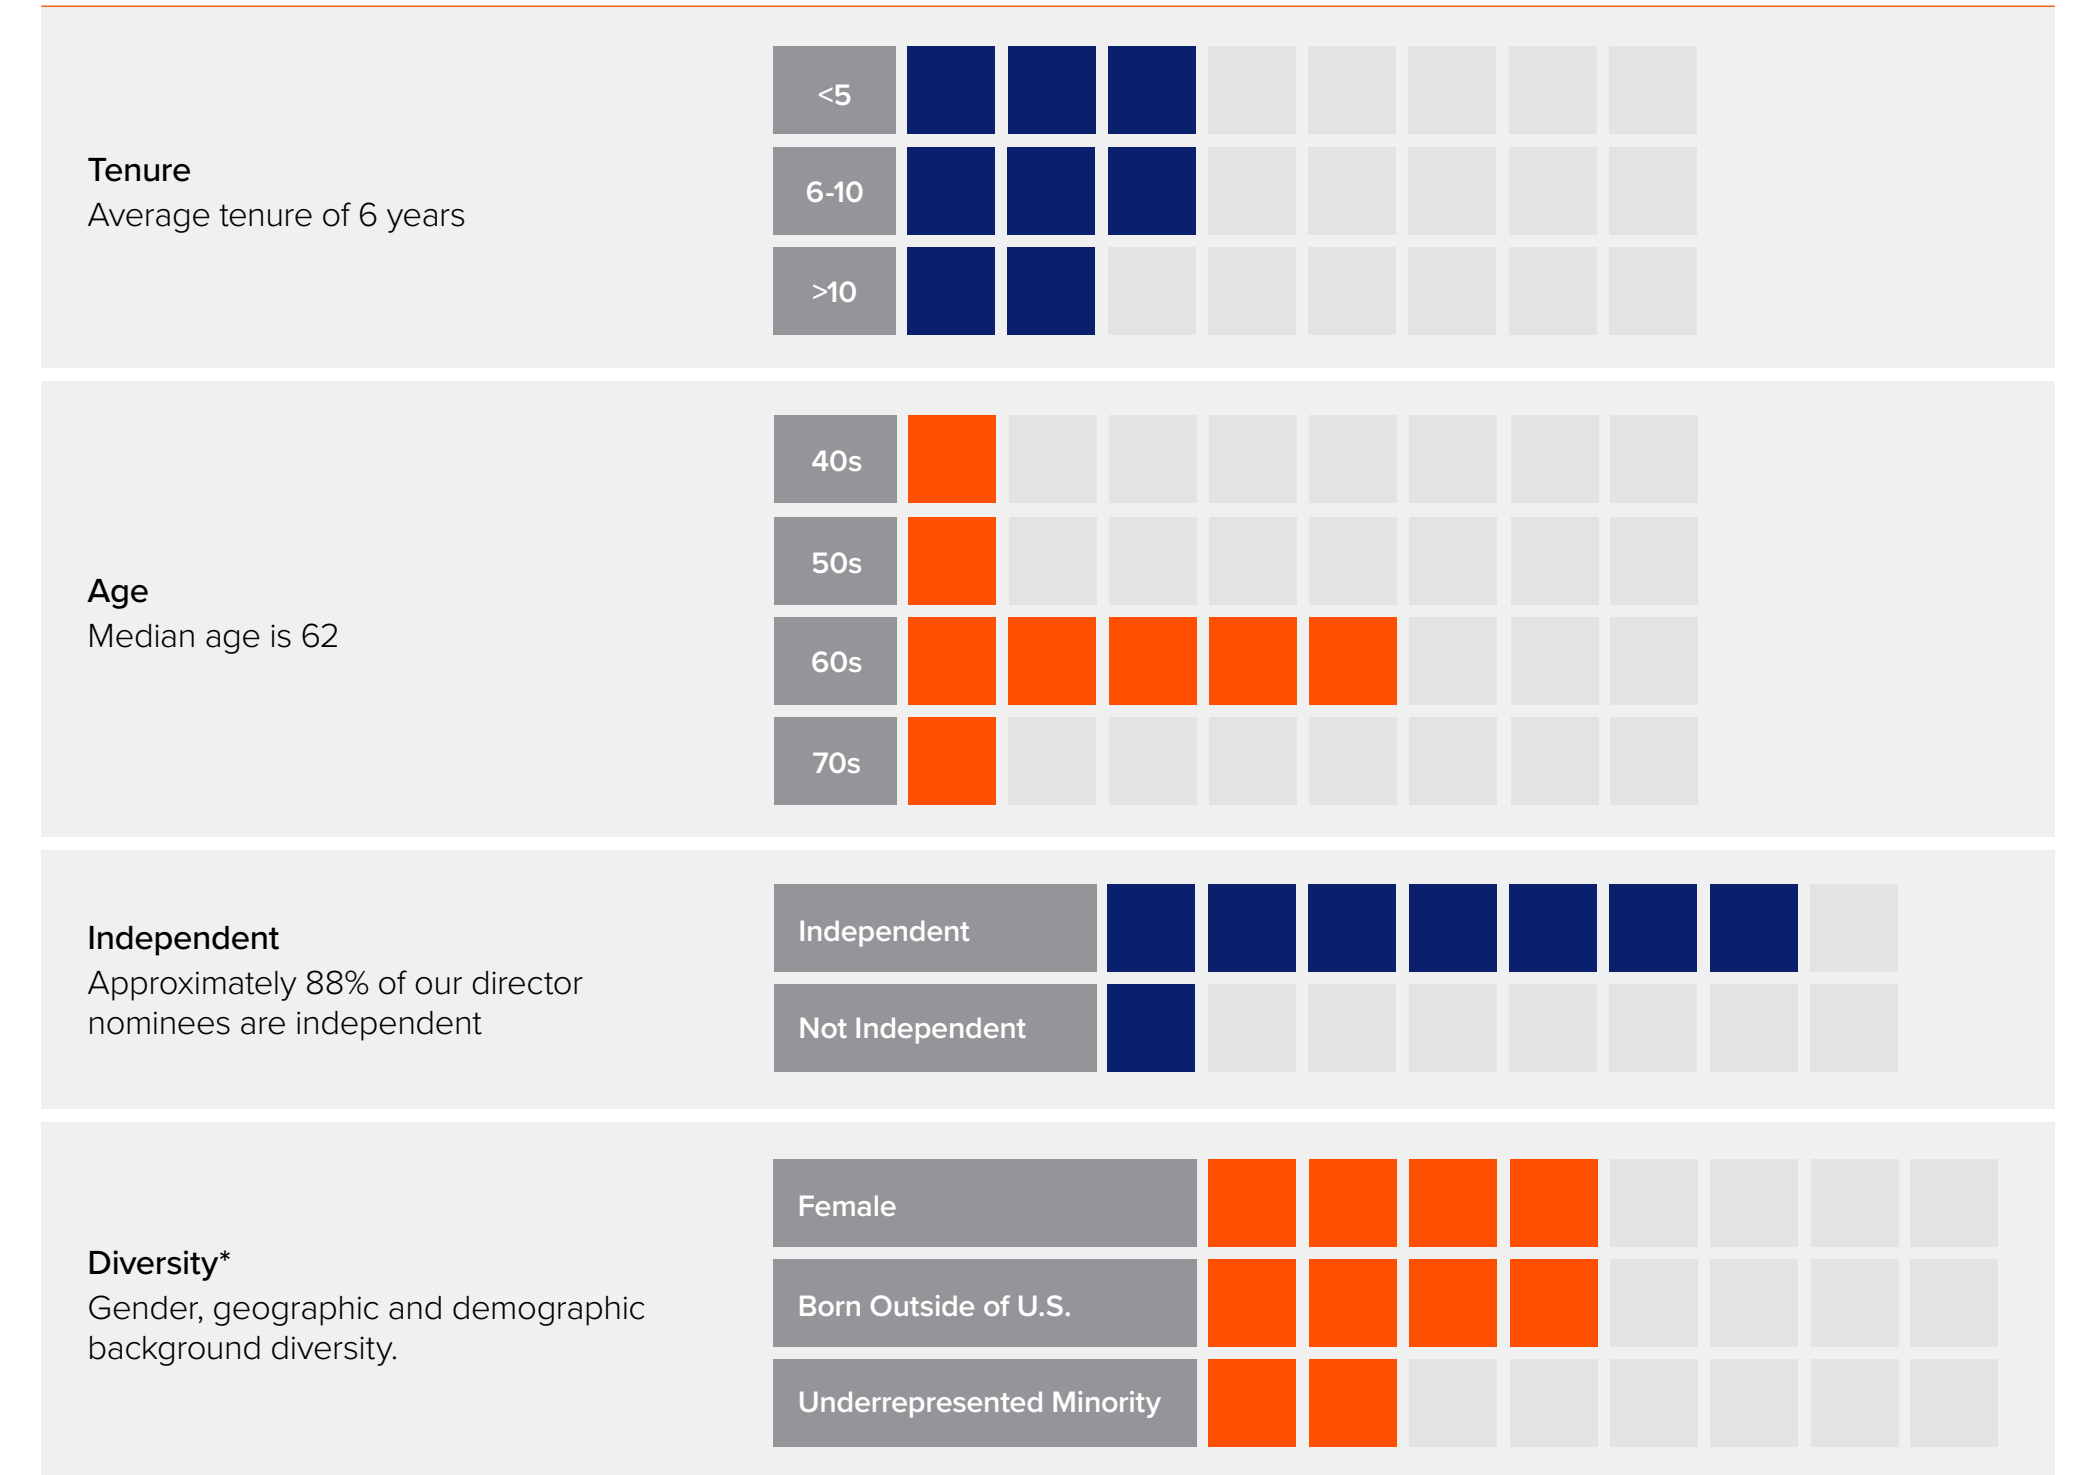 Tenure
Average tenure of 6 years
<5
6-10
>10
Age
Median age is 62
40s
50s
60s
70s
Independent
Approximately 88% of our director
nominees are independent
Independent
Not Independent
Diversity*
Gender, geographic and demographic
background diversity.
Female
Born Outside of U.S.
Underrepresented Minority